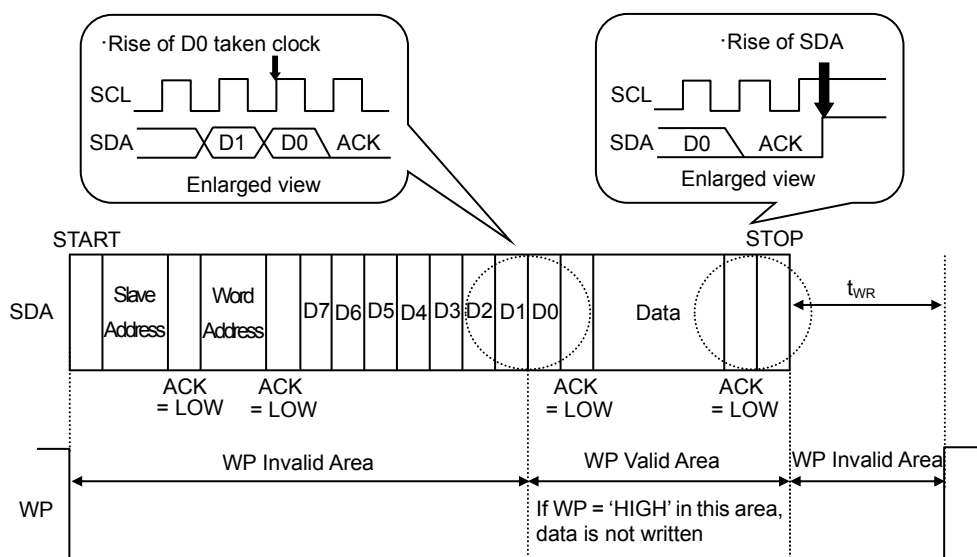 ·Rise of D0 taken clock
SCL
SDA
D1
D0
ACK
Enlarged view
·Rise of SDA
SCL
SDA
D0
ACK
Enlarged view
START
STOP
SDA
Slave
Address
Word
Address
D7
D6
D5
D4
D3
D2
D1
D0
Data
tWR
ACK
= LOW
ACK
= LOW
ACK
= LOW
ACK
= LOW
WP Invalid Area
WP Valid Area
WP Invalid Area
WP
If WP = ‘HIGH’ in this area,
data is not written